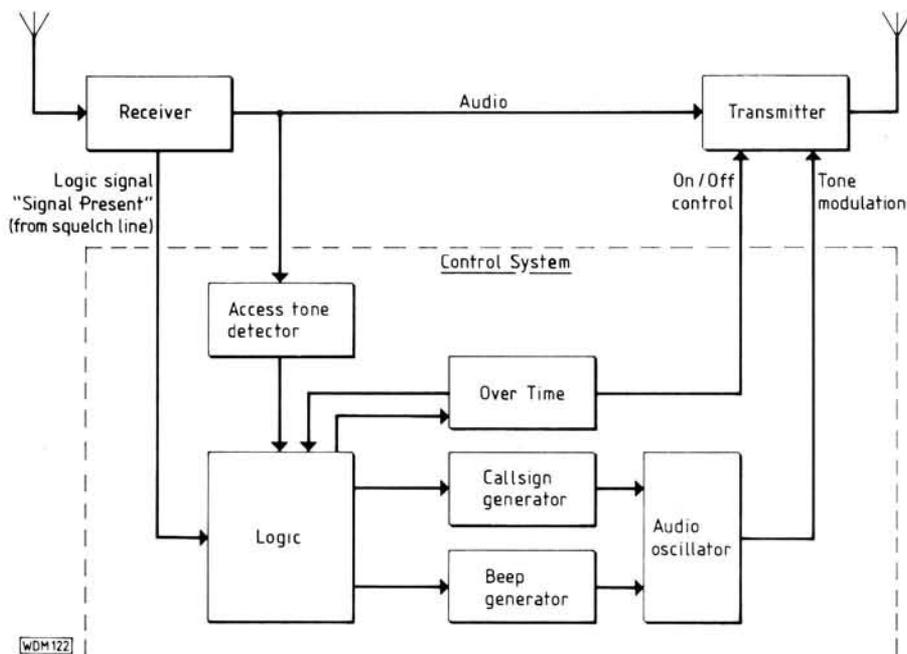 Receiver
Audio
Transmitter
Logic signal
"Signal Present"
(from squelch line)
On/Off
control
Tone
modulation
Control System
Access tone
detector
Over Time
Callsign
generator
Logic
Audio
oscillator
Beep
generator
WDM122